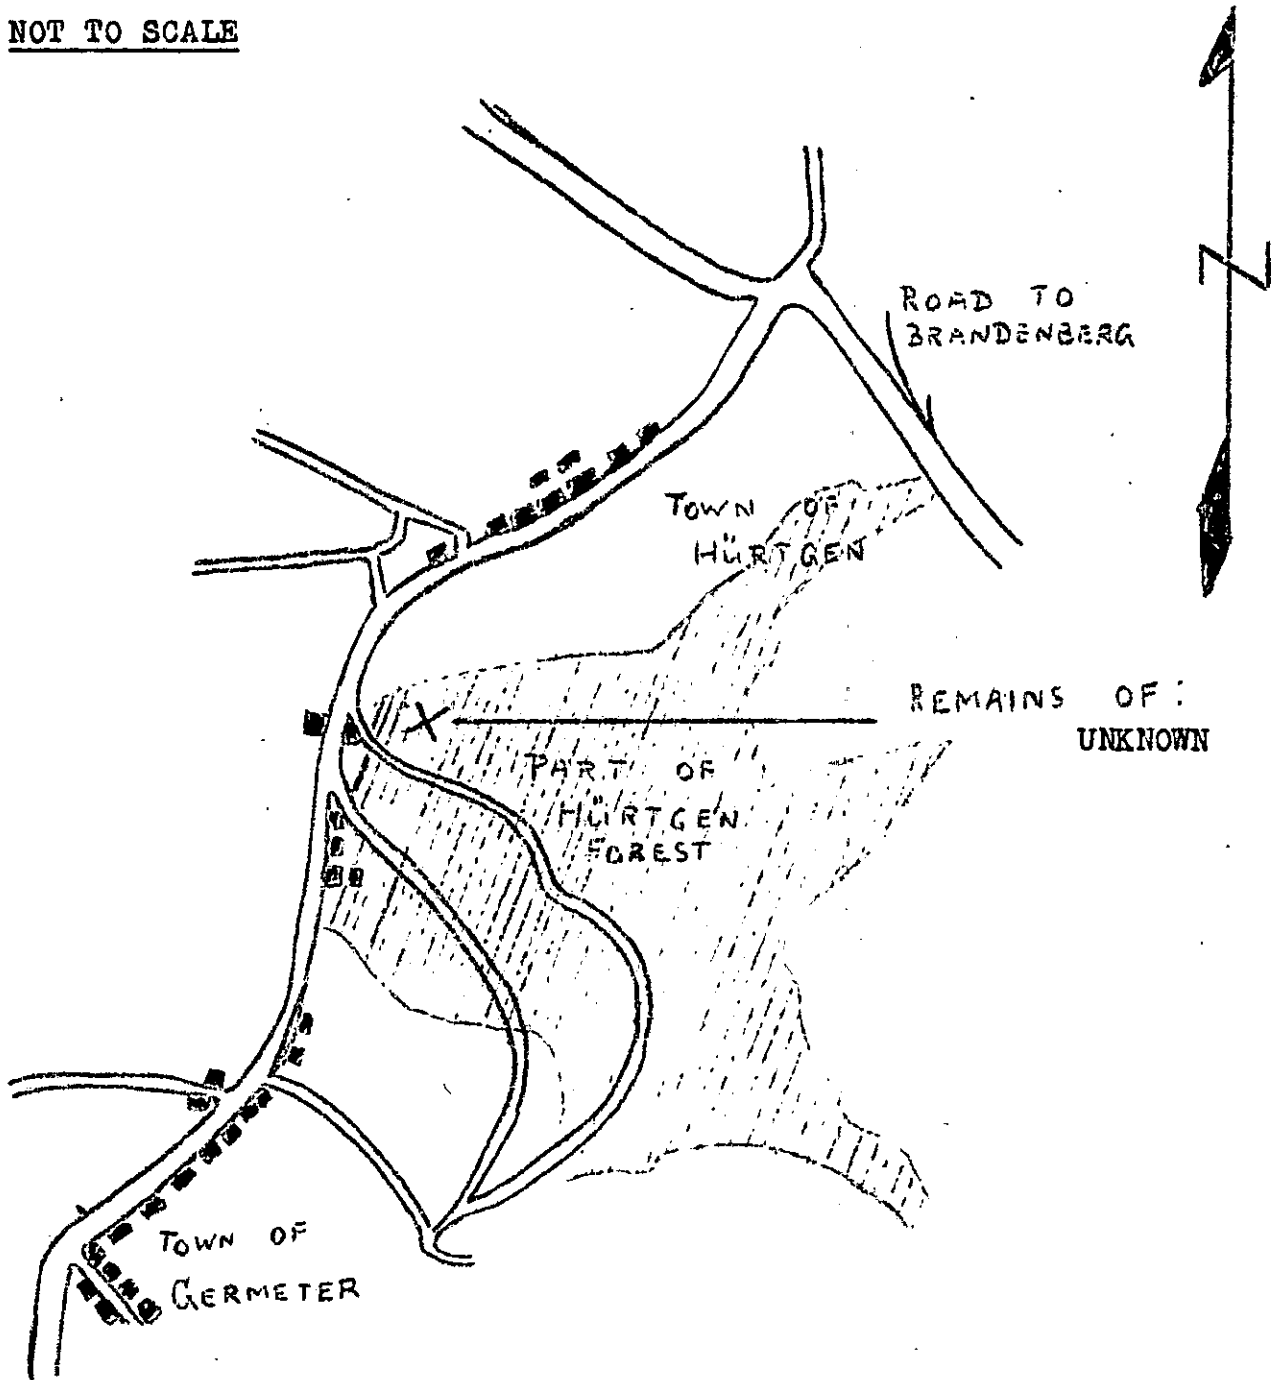 NOT TO SCALE
Z
ROAD TO
BRANDENBERG
TOWN OF
HÜRTGEN
REMAINS OF:
UNKNOWN
PART OF
HÜRTGEN
FOREST
TOWN OF
GERMETER